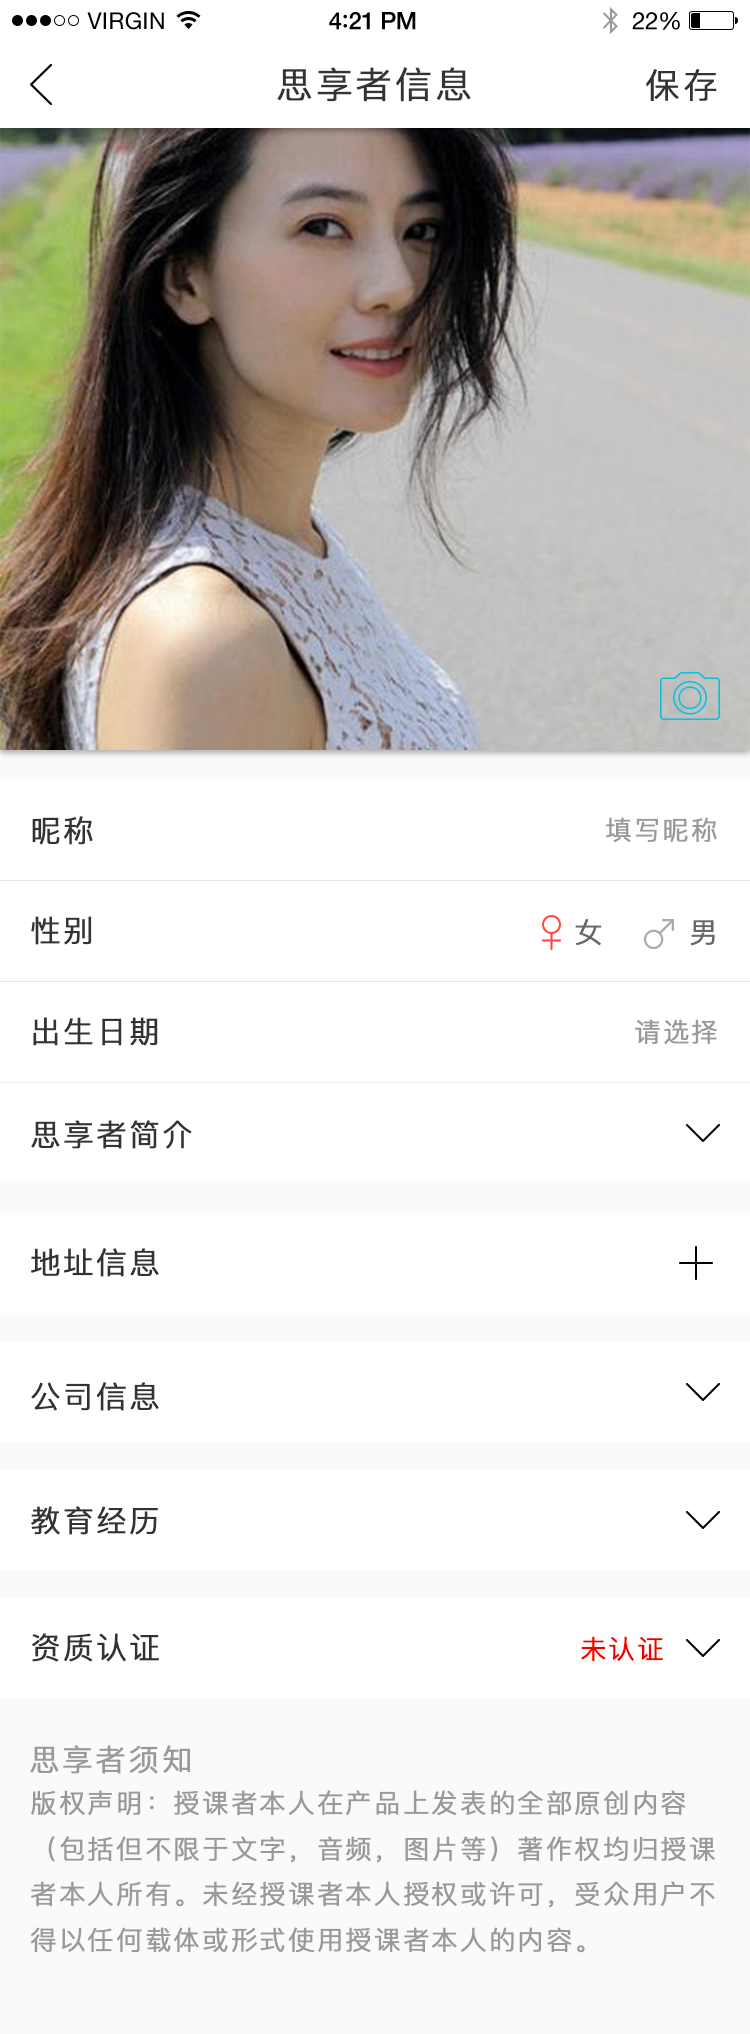 VIRGIN 4:21 PM 22%
思享者信息 保存
昵称 填写昵称
性别 女 男
出生日期 请选择
思享者简介
地址信息
公司信息
教育经历
资质认证 未认证
思享者须知
版权声明：授课者本人在产品上发表的全部原创内容
（包括但不限于文字，音频，图片等）著作权均归授课
者本人所有。未经授课者本人授权或许可，受众用户不
得以任何载体或形式使用授课者本人的内容。